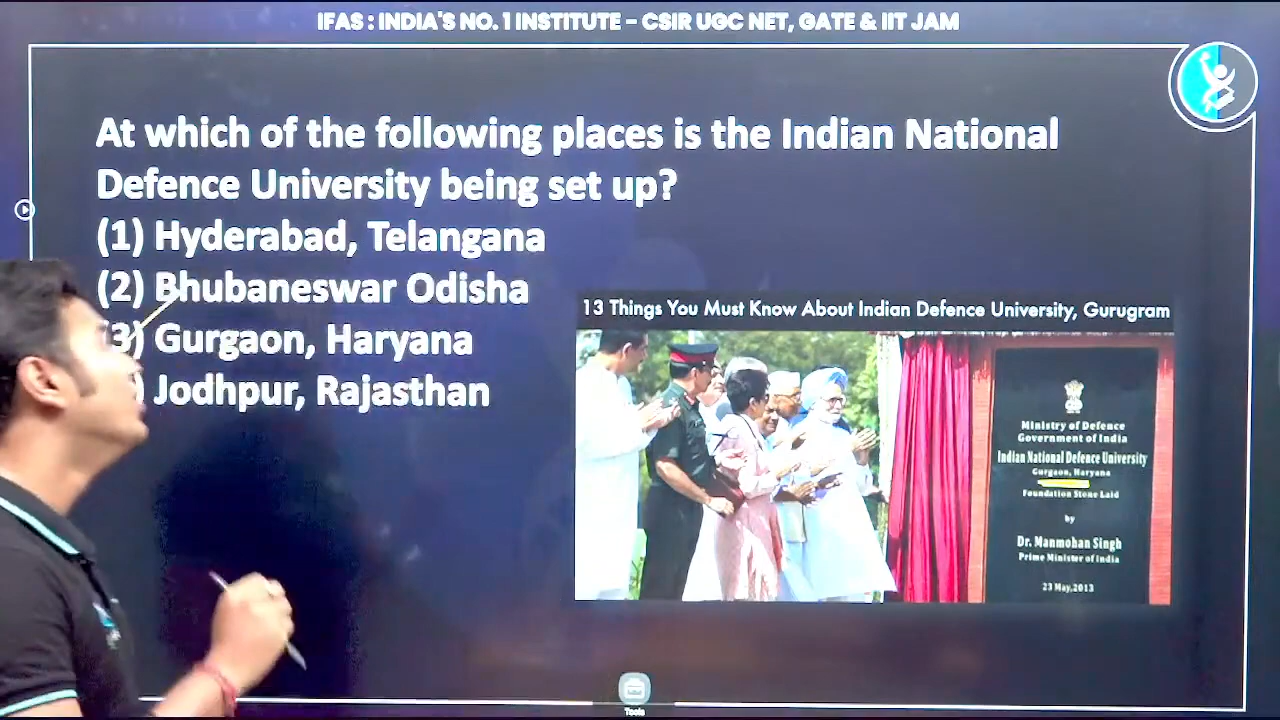 IFAS : INDIA'S NO. 1 INSTITUTE – CSIR UGC NET, GATE & IIT JAM
At which of the following places is the Indian National
Defence University being set up?
(1) Hyderabad, Telangana
(2) Bhubaneswar Odisha
(3) Gurgaon, Haryana
) Jodhpur, Rajasthan
13 Things You Must Know About Indian Defence University, Gurugram
Ministry of Defence
Government of India
Indian National Defence University
Gurgaon, Haryana
Foundation Stone Laid
by
Dr. Manmohan Singh
Prime Minister of India
23 May, 2013
Tools